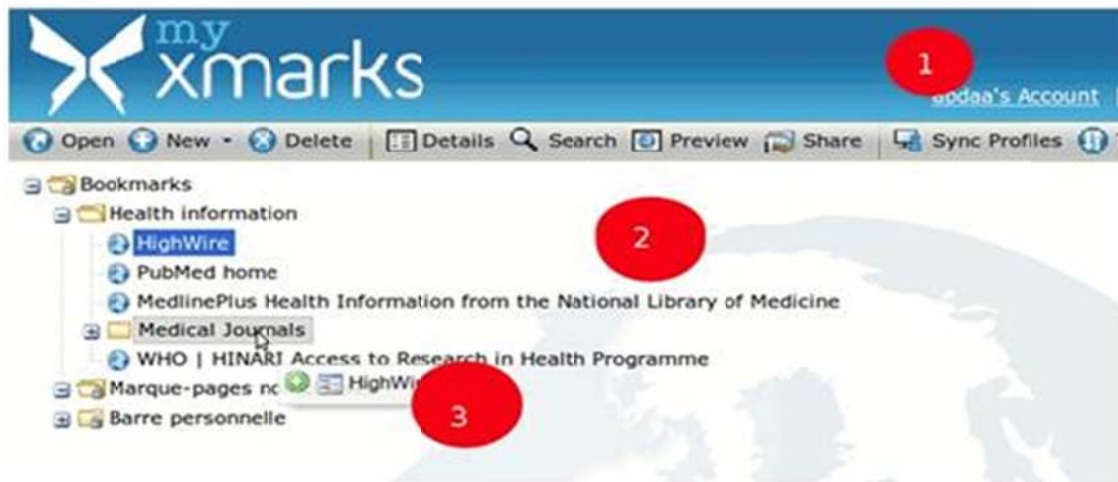 my
xmarks
1
bodaa's Account
Open New Delete Details Search Preview Share Sync Profiles
Bookmarks
Health information
HighWire
2
PubMed home
MedlinePlus Health Information from the National Library of Medicine
Medical Journals
WHO | HINARI Access to Research in Health Programme
Marque-pages
3
Barre personnelle